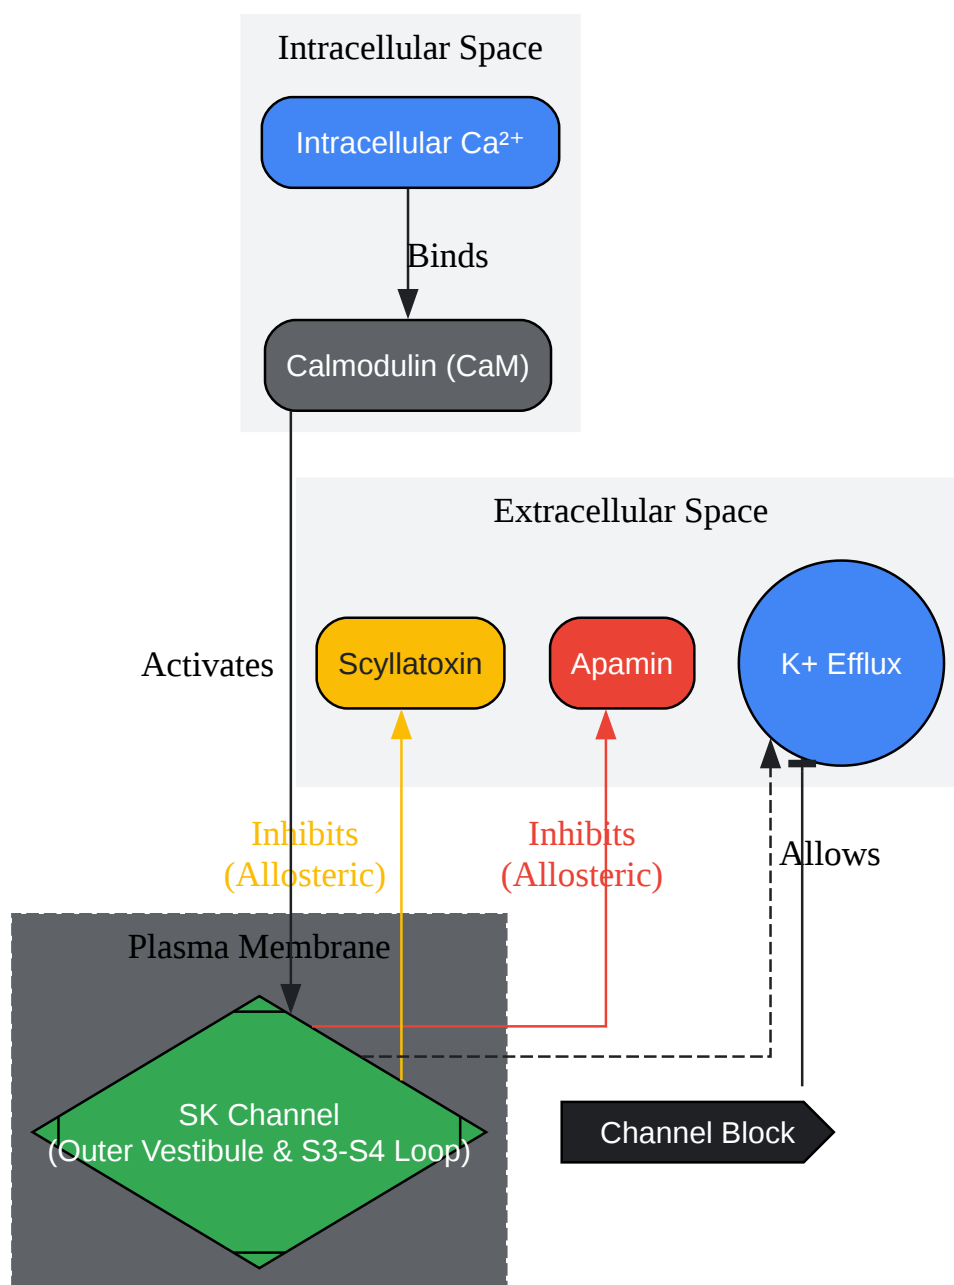 Intracellular Space
Intracellular Ca²⁺
Binds
Calmodulin (CaM)
Extracellular Space
Activates
Scyllatoxin
Apamin
K+ Efflux
Inhibits
(Allosteric)
Inhibits
(Allosteric)
Allows
Plasma Membrane
SK Channel
(Outer Vestibule & S3-S4 Loop)
Channel Block